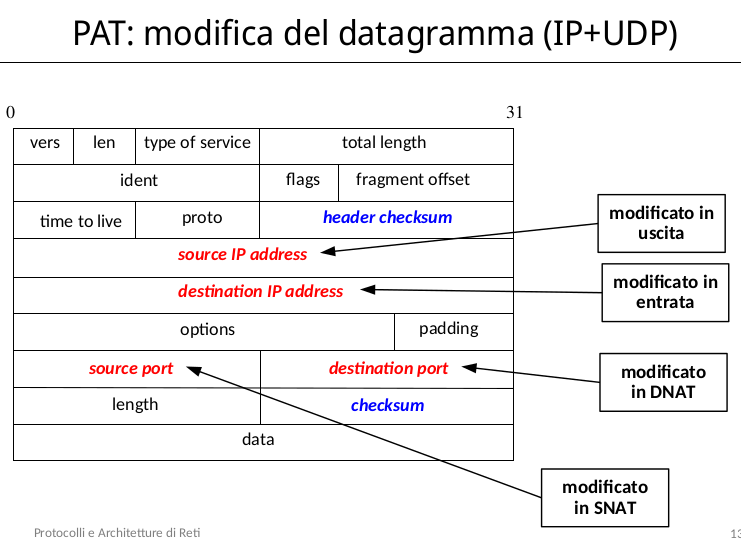 PAT: modifica del datagramma (IP+UDP)
0 31
vers len type of service total length
ident flags fragment offset
time to live proto header checksum
modificato in
uscita
source IP address
modificato in
entrata
destination IP address
options padding
source port destination port
modificato
in DNAT
length checksum
data
modificato
in SNAT
Protocolli e Architetture di Reti 13